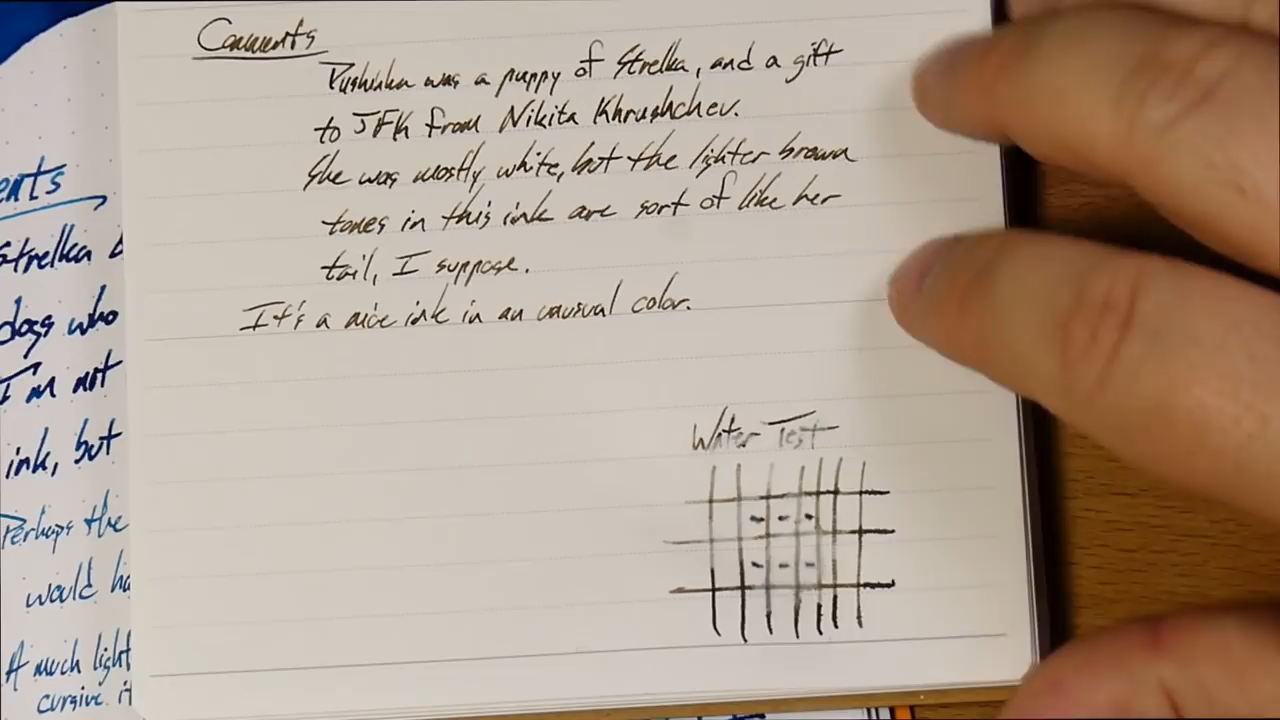 Comments
Pushinka was a puppy of Strelka, and a gift
to JFK from Nikita Khrushchev.
She was mostly white, but the lighter brown
tones in this ink are sort of like her
tail, I suppose.
It's a nice ink in an unusual color.
Water Test
ents
Strelka
dogs who
I'm not
ink, but
Perhaps the
would ha
A much light
cursive it